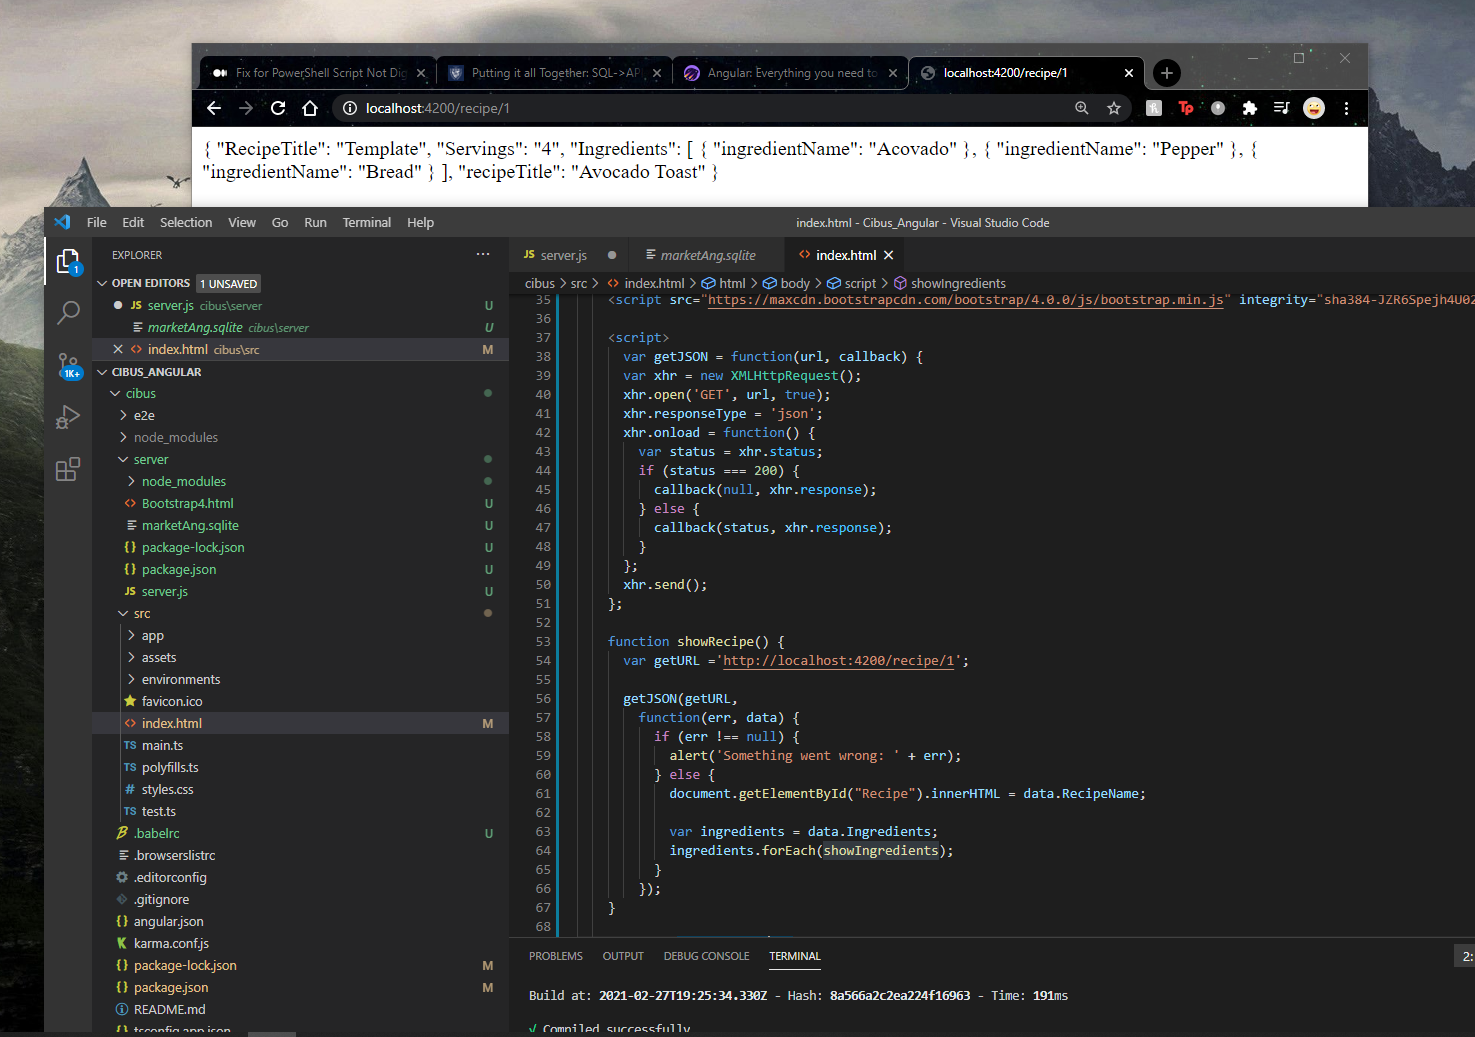 Fix for PowerShell Script Not Dig
Putting it all Together: SQL->AP
Angular: Everything you need to
localhost:4200/recipe/1
localhost:4200/recipe/1
{ "RecipeTitle": "Template", "Servings": "4", "Ingredients": [ { "ingredientName": "Acovado" }, { "ingredientName": "Pepper" }, {
"ingredientName": "Bread" } ], "recipeTitle": "Avocado Toast" }
File Edit Selection View Go Run Terminal Help
index.html - Cibus_Angular - Visual Studio Code
EXPLORER
OPEN EDITORS 1 UNSAVED
JS server.js cibus\server U
marketAng.sqlite cibus\server U
index.html cibus\src M
CIBUS_ANGULAR
cibus
e2e
node_modules
server
node_modules
Bootstrap4.html U
marketAng.sqlite U
package-lock.json U
package.json U
JS server.js U
src
app
assets
environments
favicon.ico
index.html M
TS main.ts
TS polyfills.ts
# styles.css
TS test.ts
.babelrc U
.browserslistrc
.editorconfig
.gitignore
angular.json
karma.conf.js
package-lock.json M
package.json M
README.md
tsconfig.app.json
1
1K+
JS server.js
marketAng.sqlite
index.html
cibus > src > index.html > html > body > script > showIngredients
35 <script src="https://maxcdn.bootstrapcdn.com/bootstrap/4.0.0/js/bootstrap.min.js" integrity="sha384-JZR6Spejh4U02
36
37 <script>
38 var getJSON = function(url, callback) {
39 var xhr = new XMLHttpRequest();
40 xhr.open('GET', url, true);
41 xhr.responseType = 'json';
42 xhr.onload = function() {
43 var status = xhr.status;
44 if (status === 200) {
45 callback(null, xhr.response);
46 } else {
47 callback(status, xhr.response);
48 }
49 };
50 xhr.send();
51 };
52
53 function showRecipe() {
54 var getURL ='http://localhost:4200/recipe/1';
55
56 getJSON(getURL,
57 function(err, data) {
58 if (err !== null) {
59 alert('Something went wrong: ' + err);
60 } else {
61 document.getElementById("Recipe").innerHTML = data.RecipeName;
62
63 var ingredients = data.Ingredients;
64 ingredients.forEach(showIngredients);
65 }
66 });
67 }
68
PROBLEMS OUTPUT DEBUG CONSOLE TERMINAL
2:
Build at: 2021-02-27T19:25:34.330Z - Hash: 8a566a2c2ea224f16963 - Time: 191ms
√ Compiled successfully